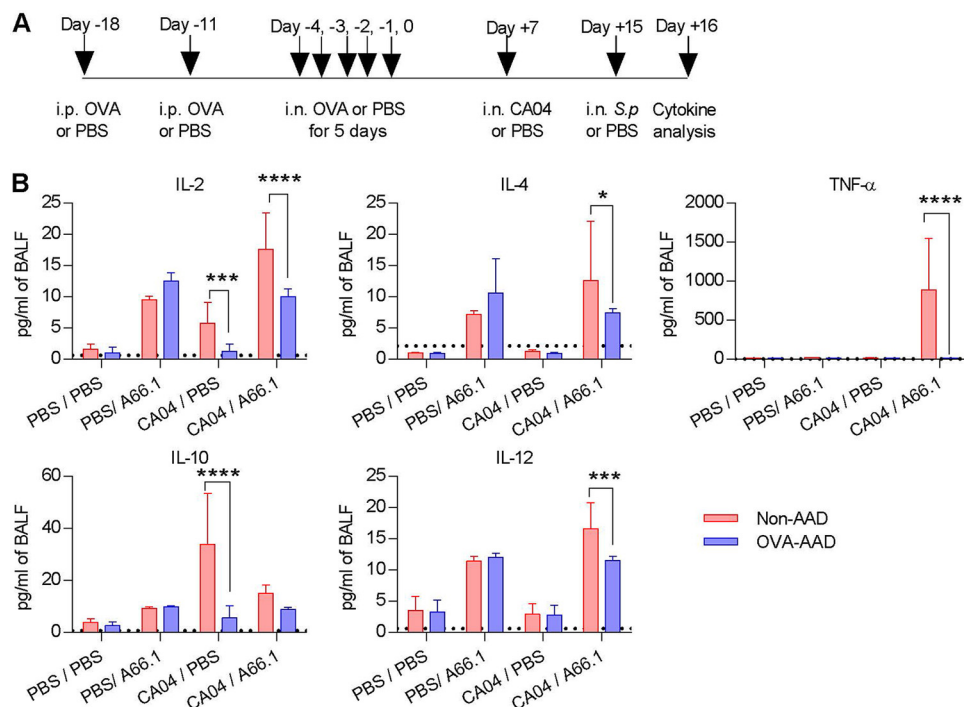 A
Day -18
Day -11
Day -4, -3, -2, -1, 0
Day +7
Day +15
Day +16
i.p. OVA
or PBS
i.p. OVA
or PBS
i.n. OVA or PBS
for 5 days
i.n. CA04
or PBS
i.n. S.p
or PBS
Cytokine
analysis
B
IL-2
pg/ml of BALF
25
20
15
10
5
0
***
****
PBS / PBS
PBS/ A66.1
CA04 / PBS
CA04 / A66.1
IL-4
pg/ml of BALF
25
20
15
10
5
0
*
PBS / PBS
PBS/ A66.1
CA04 / PBS
CA04 / A66.1
TNF-α
pg/ml of BALF
2000
1500
1000
500
0
****
PBS / PBS
PBS/ A66.1
CA04 / PBS
CA04 / A66.1
IL-10
pg/ml of BALF
60
40
20
0
****
PBS / PBS
PBS/ A66.1
CA04 / PBS
CA04 / A66.1
IL-12
pg/ml of BALF
25
20
15
10
5
0
***
PBS / PBS
PBS/ A66.1
CA04 / PBS
CA04 / A66.1
Non-AAD
OVA-AAD